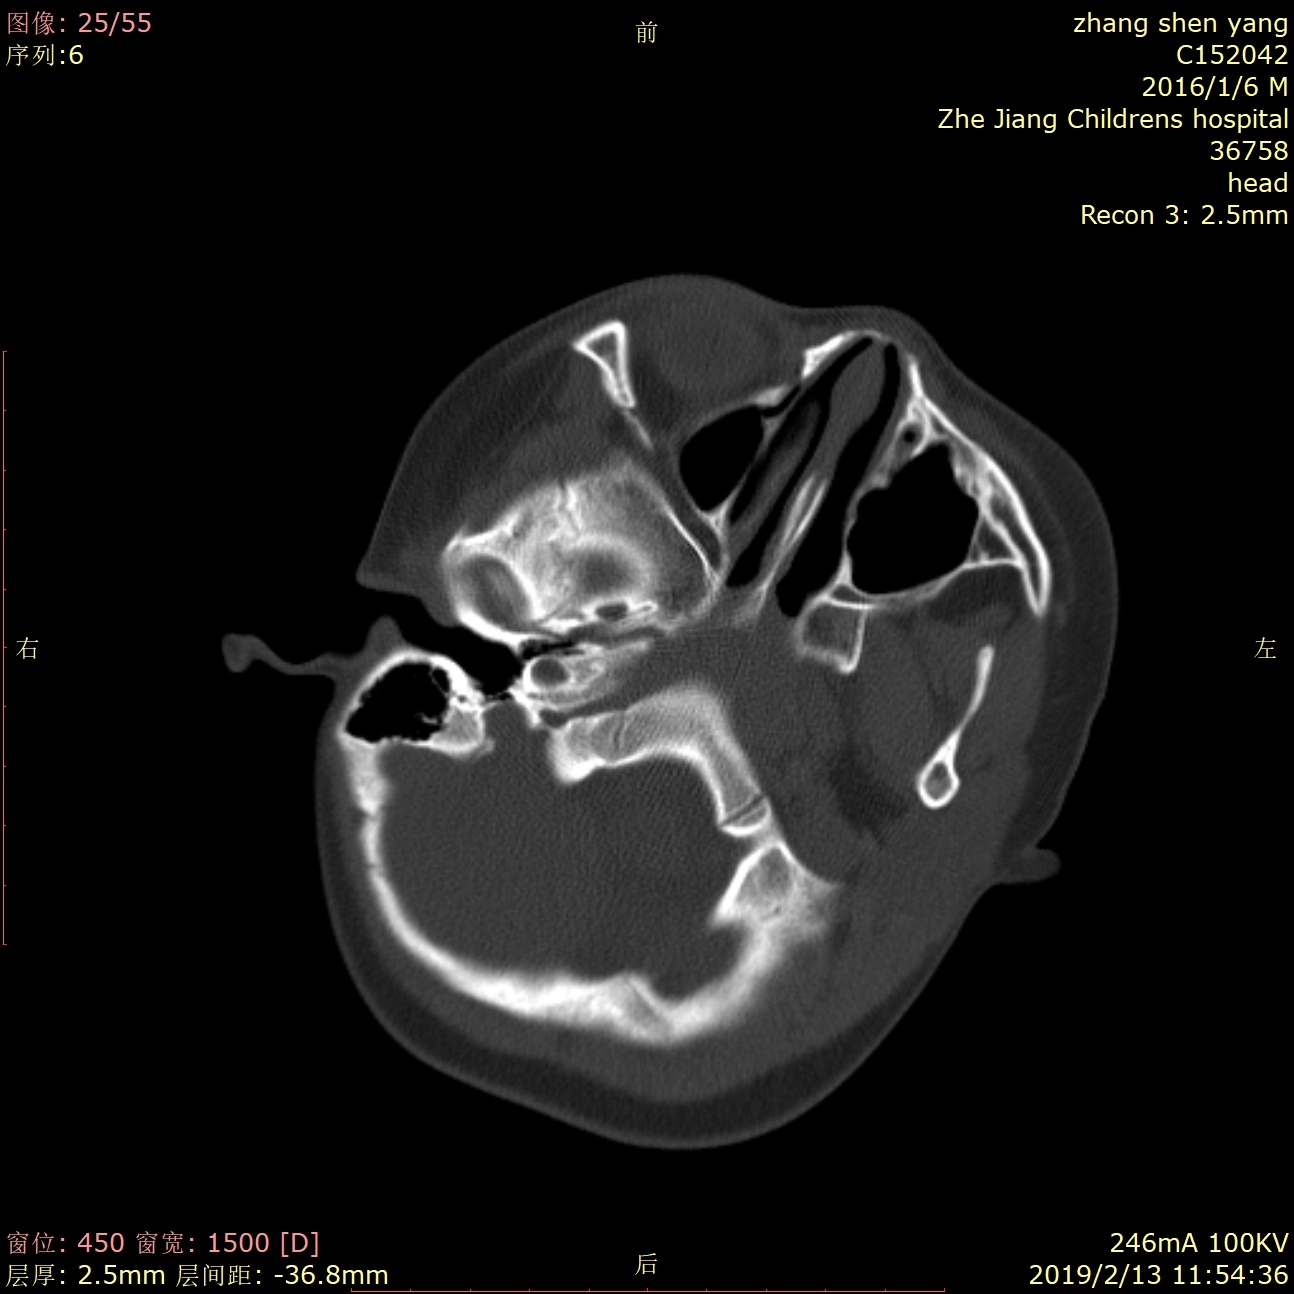 图像: 25/55
序列:6
前
zhang shen yang
C152042
2016/1/6 M
Zhe Jiang Childrens hospital
36758
head
Recon 3: 2.5mm
右
左
窗位: 450 窗宽: 1500 [D]
层厚: 2.5mm 层间距: -36.8mm
后
246mA 100KV
2019/2/13 11:54:36